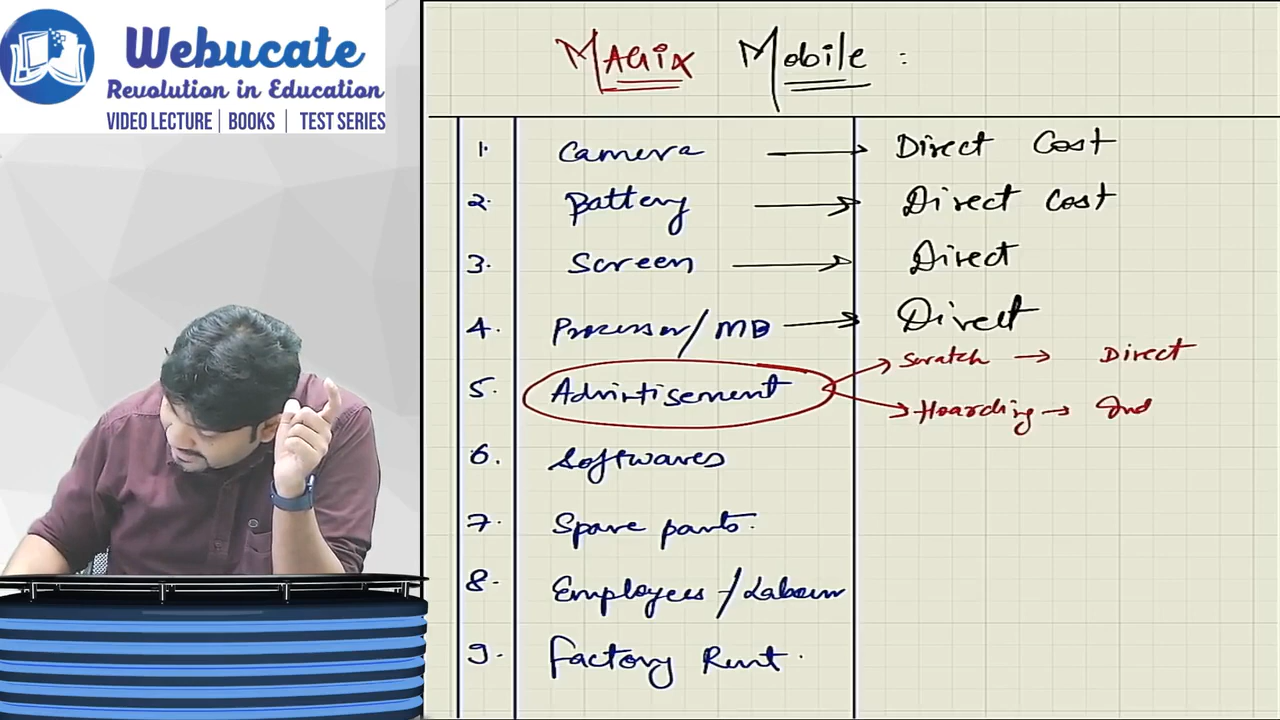 Webucate
Revolution in Education
VIDEO LECTURE | BOOKS | TEST SERIES
MAGIX Mobile :
1. Camera → Direct Cost
2. Battery → Direct Cost
3. Screen → Direct
4. Processor/MB → Direct
Scratch → Direct
5. Advirtisement
Hoarding → Ind
6. Softwares
7. Spare parts.
8. Employees/Labour
9. Factory Rent.